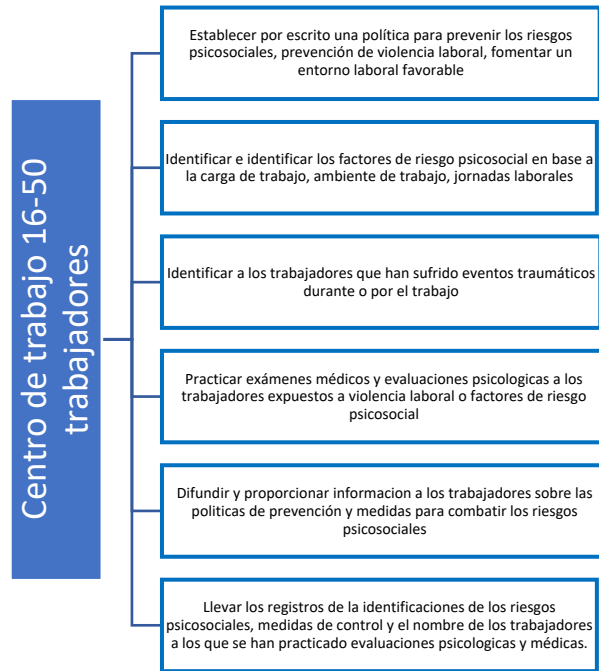 Centro de trabajo 16-50
trabajadores
Establecer por escrito una política para prevenir los riesgos
psicosociales, prevención de violencia laboral, fomentar un
entorno laboral favorable
Identificar e identificar los factores de riesgo psicosocial en base a
la carga de trabajo, ambiente de trabajo, jornadas laborales
Identificar a los trabajadores que han sufrido eventos traumáticos
durante o por el trabajo
Practicar exámenes médicos y evaluaciones psicologicas a los
trabajadores expuestos a violencia laboral o factores de riesgo
psicosocial
Difundir y proporcionar informacion a los trabajadores sobre las
politicas de prevención y medidas para combatir los riesgos
psicosociales
Llevar los registros de la identificaciones de los riesgos
psicosociales, medidas de control y el nombre de los trabajadores
a los que se han practicado evaluaciones psicologicas y médicas.